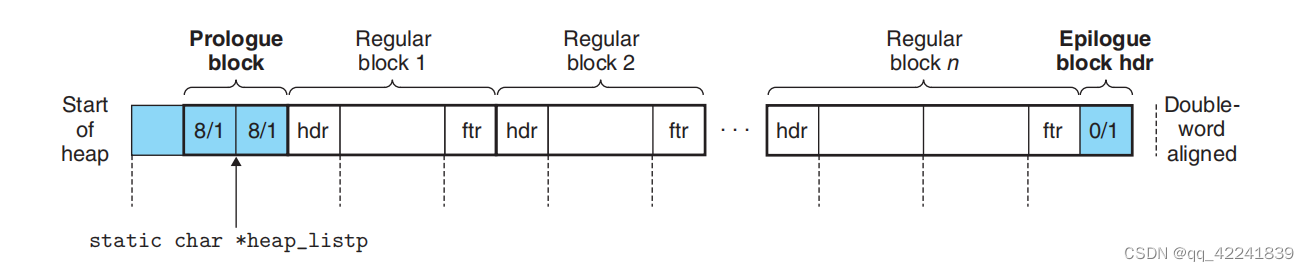 Prologue
block
Regular
block 1
Regular
block 2
Regular
block n
Epilogue
block hdr
Start
of
heap
8/1 8/1 hdr ftr hdr ftr ... hdr ftr 0/1
Double-
word
aligned
static char *heap_listp
CSDN @qq_42241839